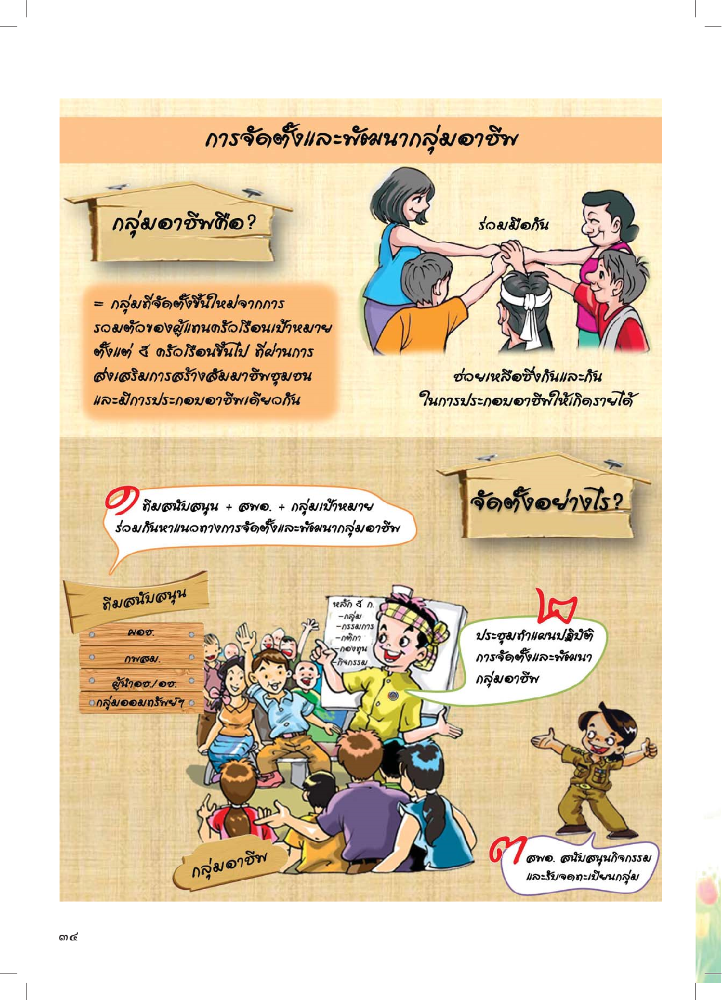 การจัดตั้งและพัฒนากลุ่มอาชีพ
กลุ่มอาชีพคือ?
ร่วมมือกัน
= กลุ่มที่จัดตั้งขึ้นใหม่จากการ
รวมตัวของผู้แทนครัวเรือนเป้าหมาย
ตั้งแต่ ๕ ครัวเรือนขึ้นไป ที่ผ่านการ
ส่งเสริมการสร้างสัมมาชีพชุมชน
และมีการประกอบอาชีพเดียวกัน
ช่วยเหลือซึ่งกันและกัน
ในการประกอบอาชีพให้เกิดรายได้
จัดตั้งอย่างไร?
๑ ทีมสนับสนุน + สพอ. + กลุ่มเป้าหมาย
ร่วมกันหาแนวทางการจัดตั้งและพัฒนากลุ่มอาชีพ
ทีมสนับสนุน
ผอช.
กพสม.
ผู้นำอช./อช.
กลุ่มออมทรัพย์ฯ
หลัก ๕ ก.
-กลุ่ม
-กรรมการ
-กติกา
-กองทุน
-กิจกรรม
๒
ประชุมทำแผนปฏิบัติ
การจัดตั้งและพัฒนา
กลุ่มอาชีพ
กลุ่มอาชีพ
๓ สพอ. สนับสนุนกิจกรรม
และรับจดทะเบียนกลุ่ม
๓๔